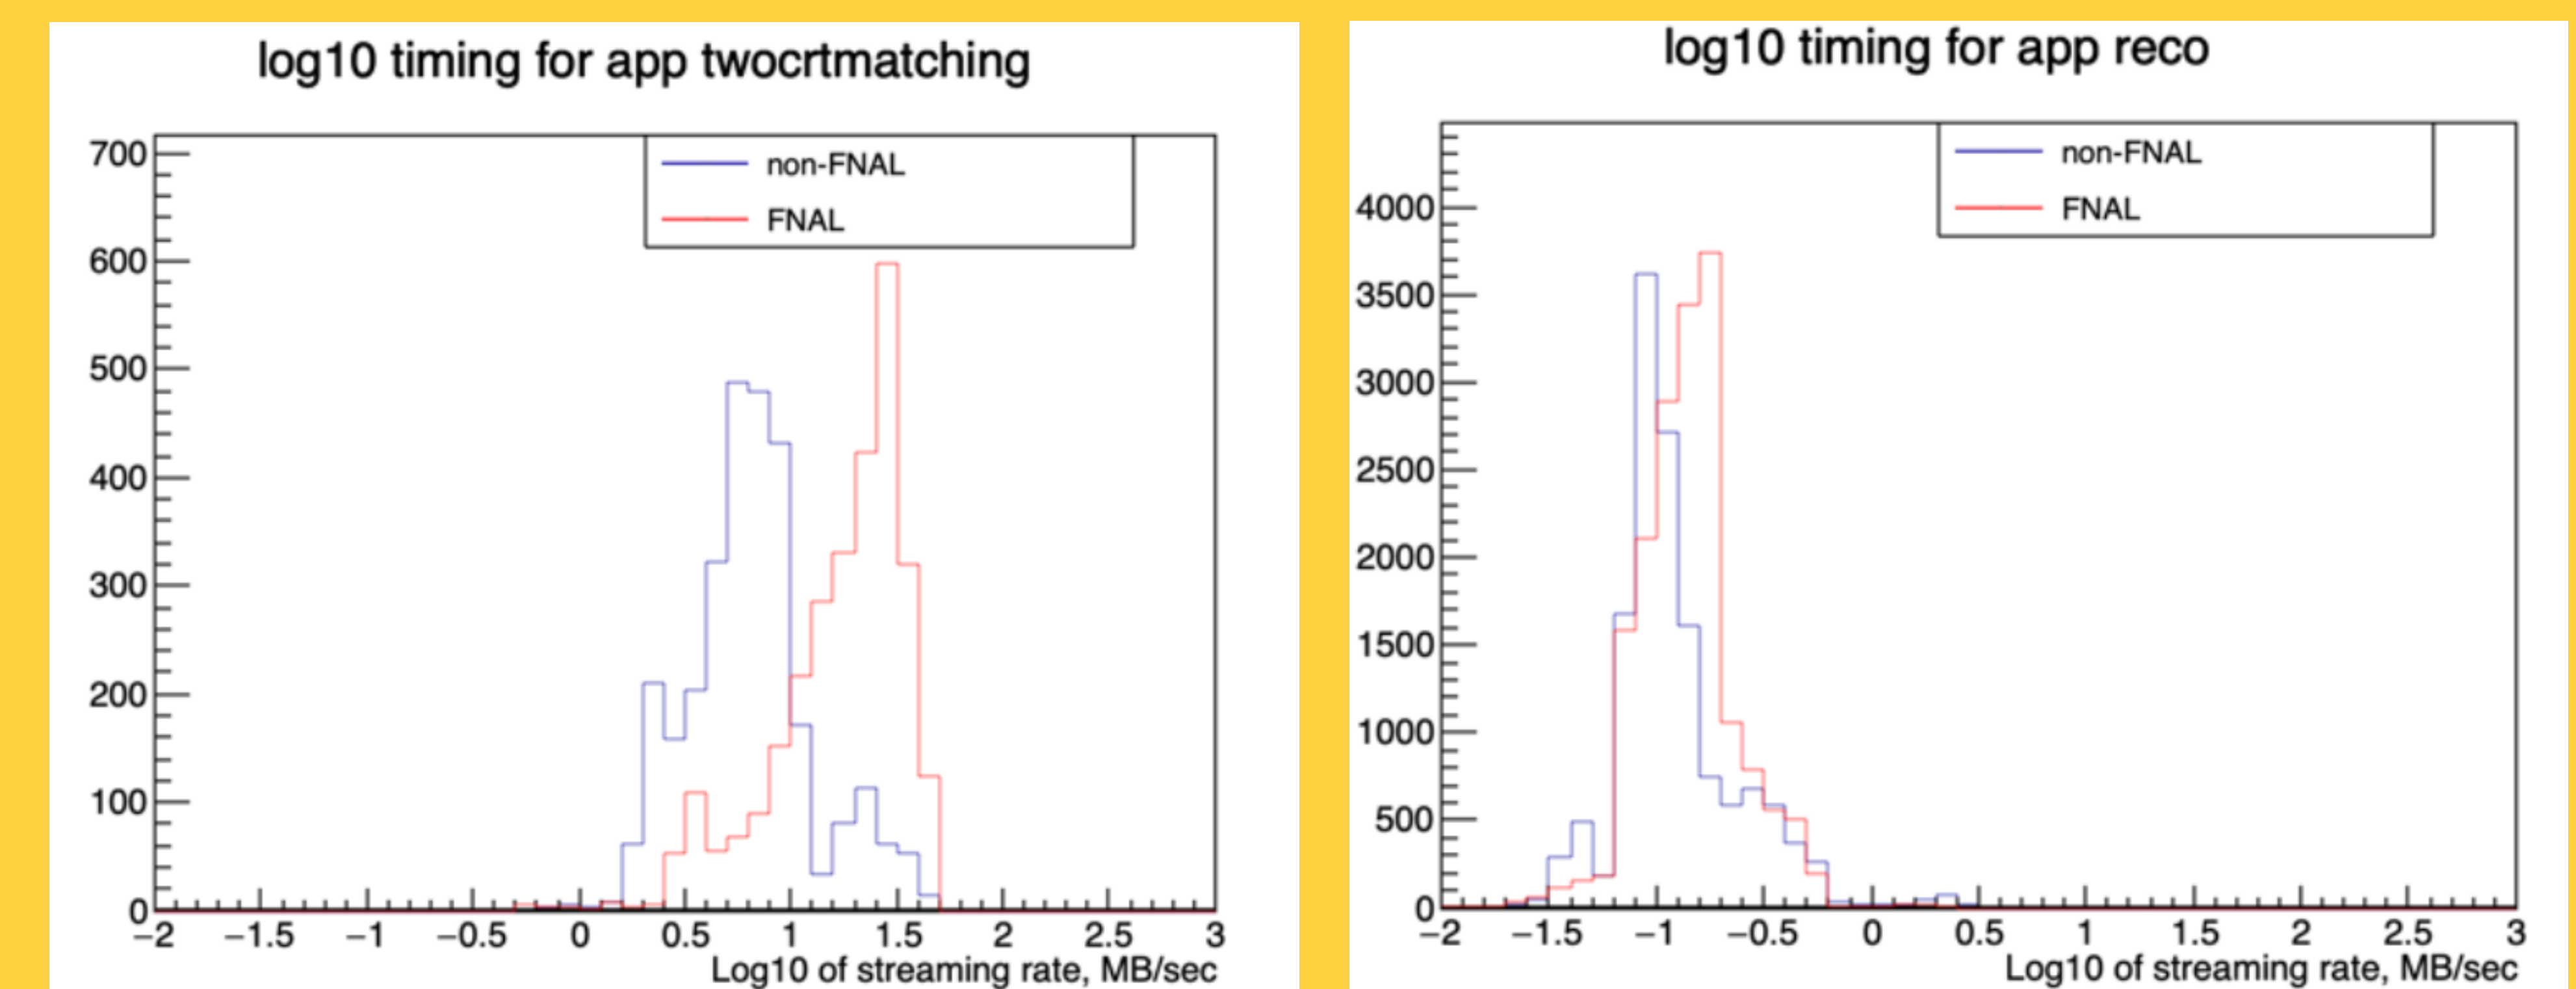 log10 timing for app twocrtmatching
non-FNAL
FNAL
700
600
500
400
300
200
100
0
−2 −1.5 −1 −0.5 0 0.5 1 1.5 2 2.5 3
Log10 of streaming rate, MB/sec
log10 timing for app reco
non-FNAL
FNAL
4000
3500
3000
2500
2000
1500
1000
500
0
−2 −1.5 −1 −0.5 0 0.5 1 1.5 2 2.5 3
Log10 of streaming rate, MB/sec